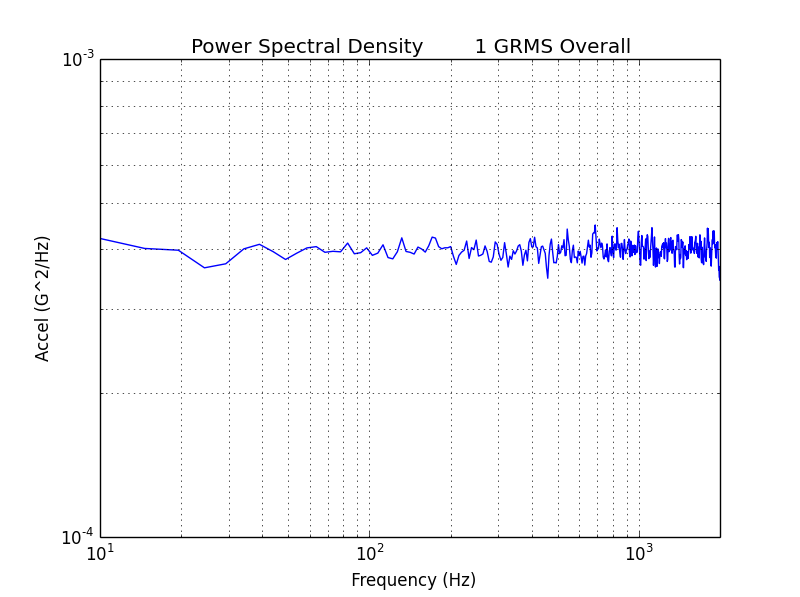 Power Spectral Density 1 GRMS Overall
10^-3
Accel (G^2/Hz)
10^-4
10^1 10^2 10^3
Frequency (Hz)